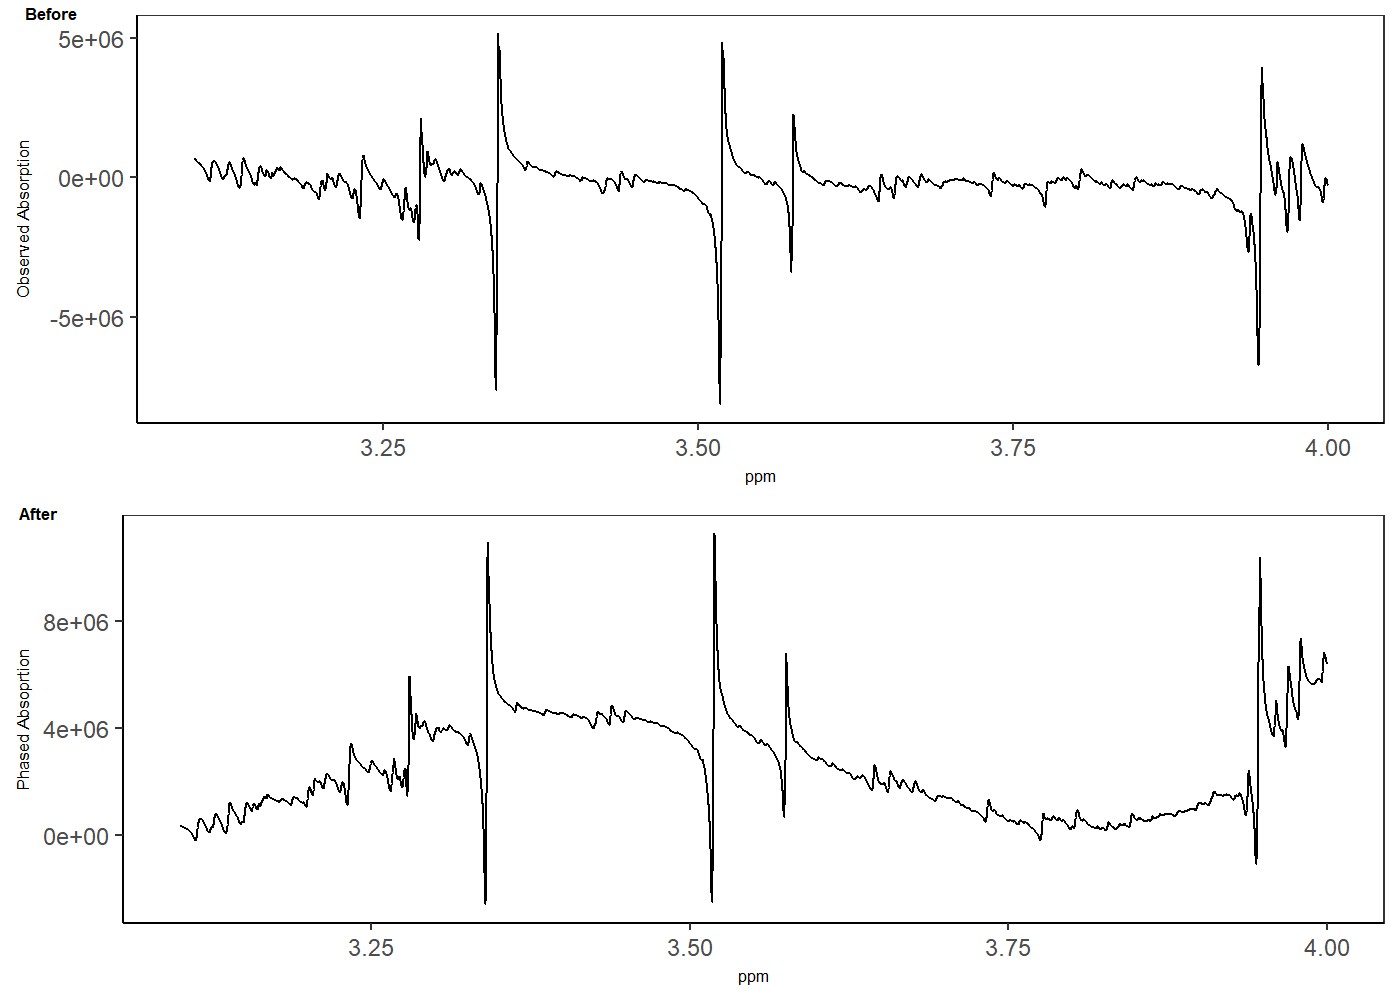 Before
5e+06
0e+00
-5e+06
Observed Absorption
3.25 3.50 3.75 4.00
ppm
After
8e+06
4e+06
0e+00
Phased Absoprtion
3.25 3.50 3.75 4.00
ppm